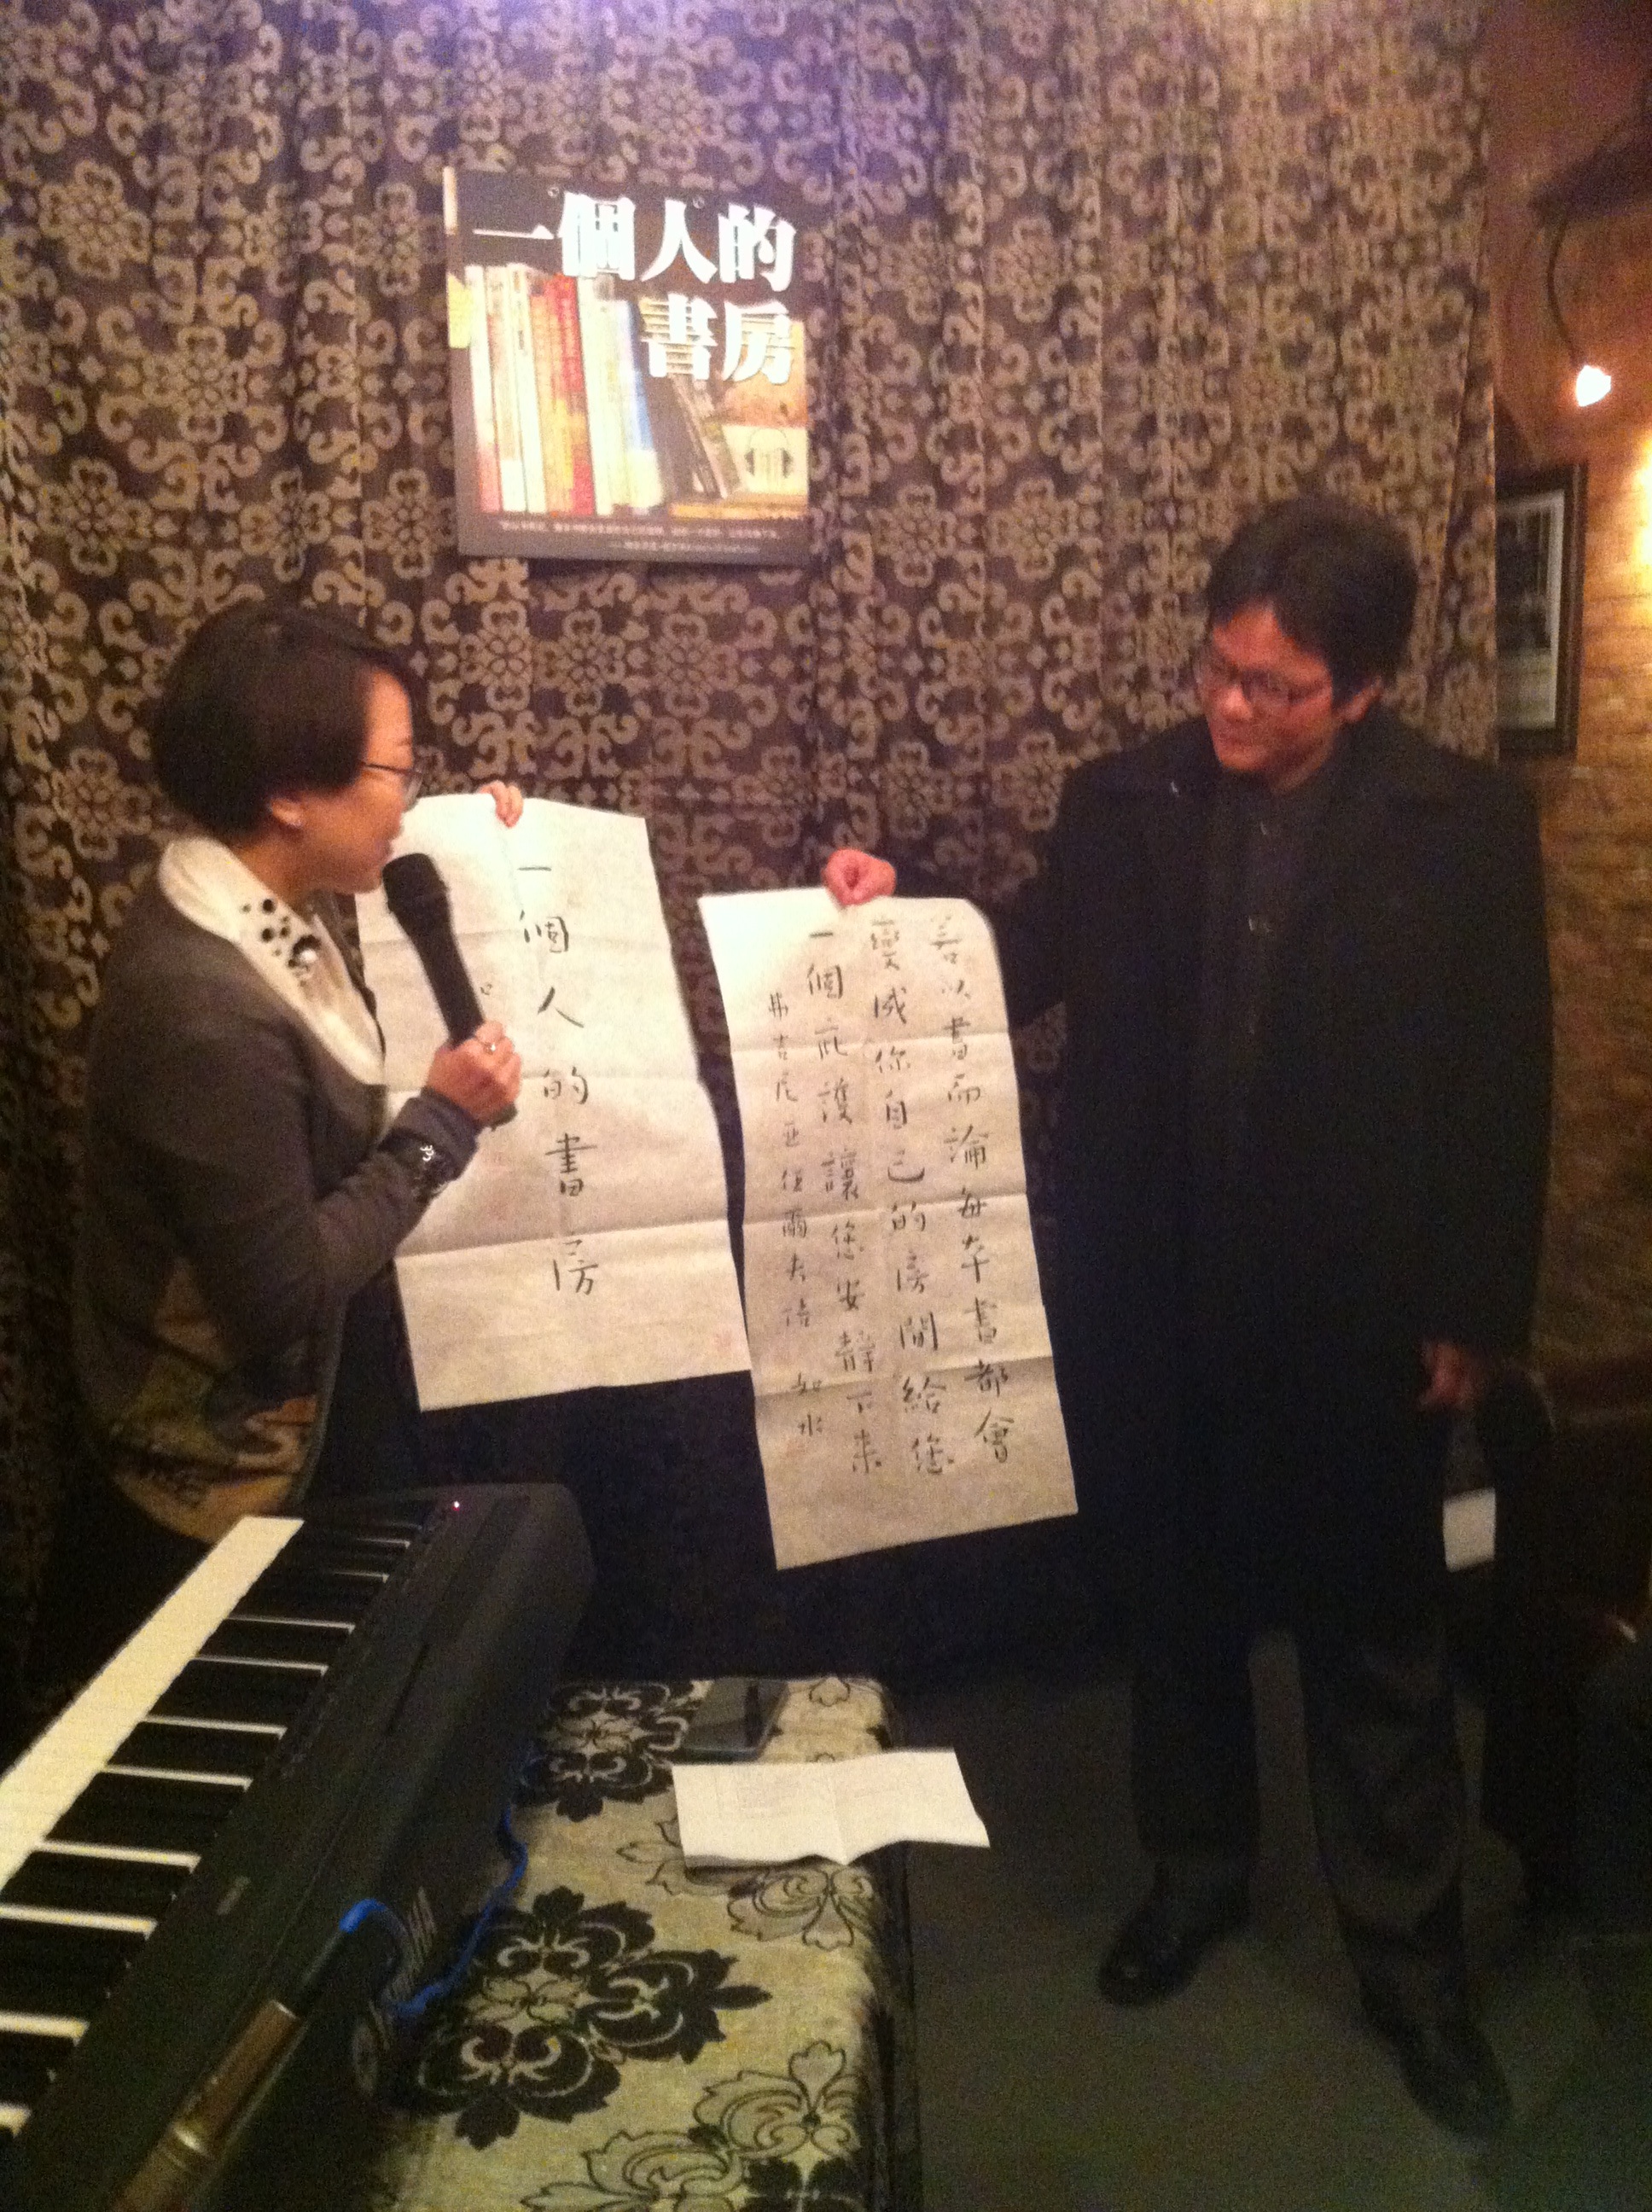 一個人的
書房
一個人的書房
善以書而論每本書都會
變成你自己的房間給您
一個庇護讓您安靜下来
弗吉尼亞伍爾夫語 如水